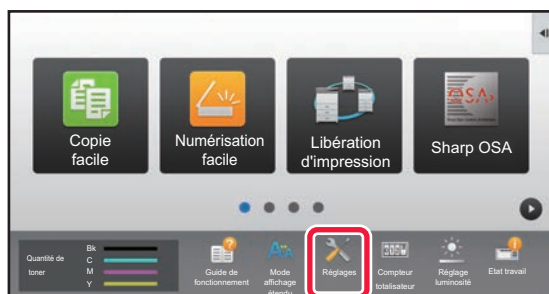 Copie
facile
Numérisation
facile
Libération
d'impression
Sharp OSA
OSA
Quantité de
toner
Bk
C
M
Y
Guide de
fonctionnement
Mode
affichage
étendu
Réglages
Compteur
totalisateur
Réglage
luminosité
Etat travail